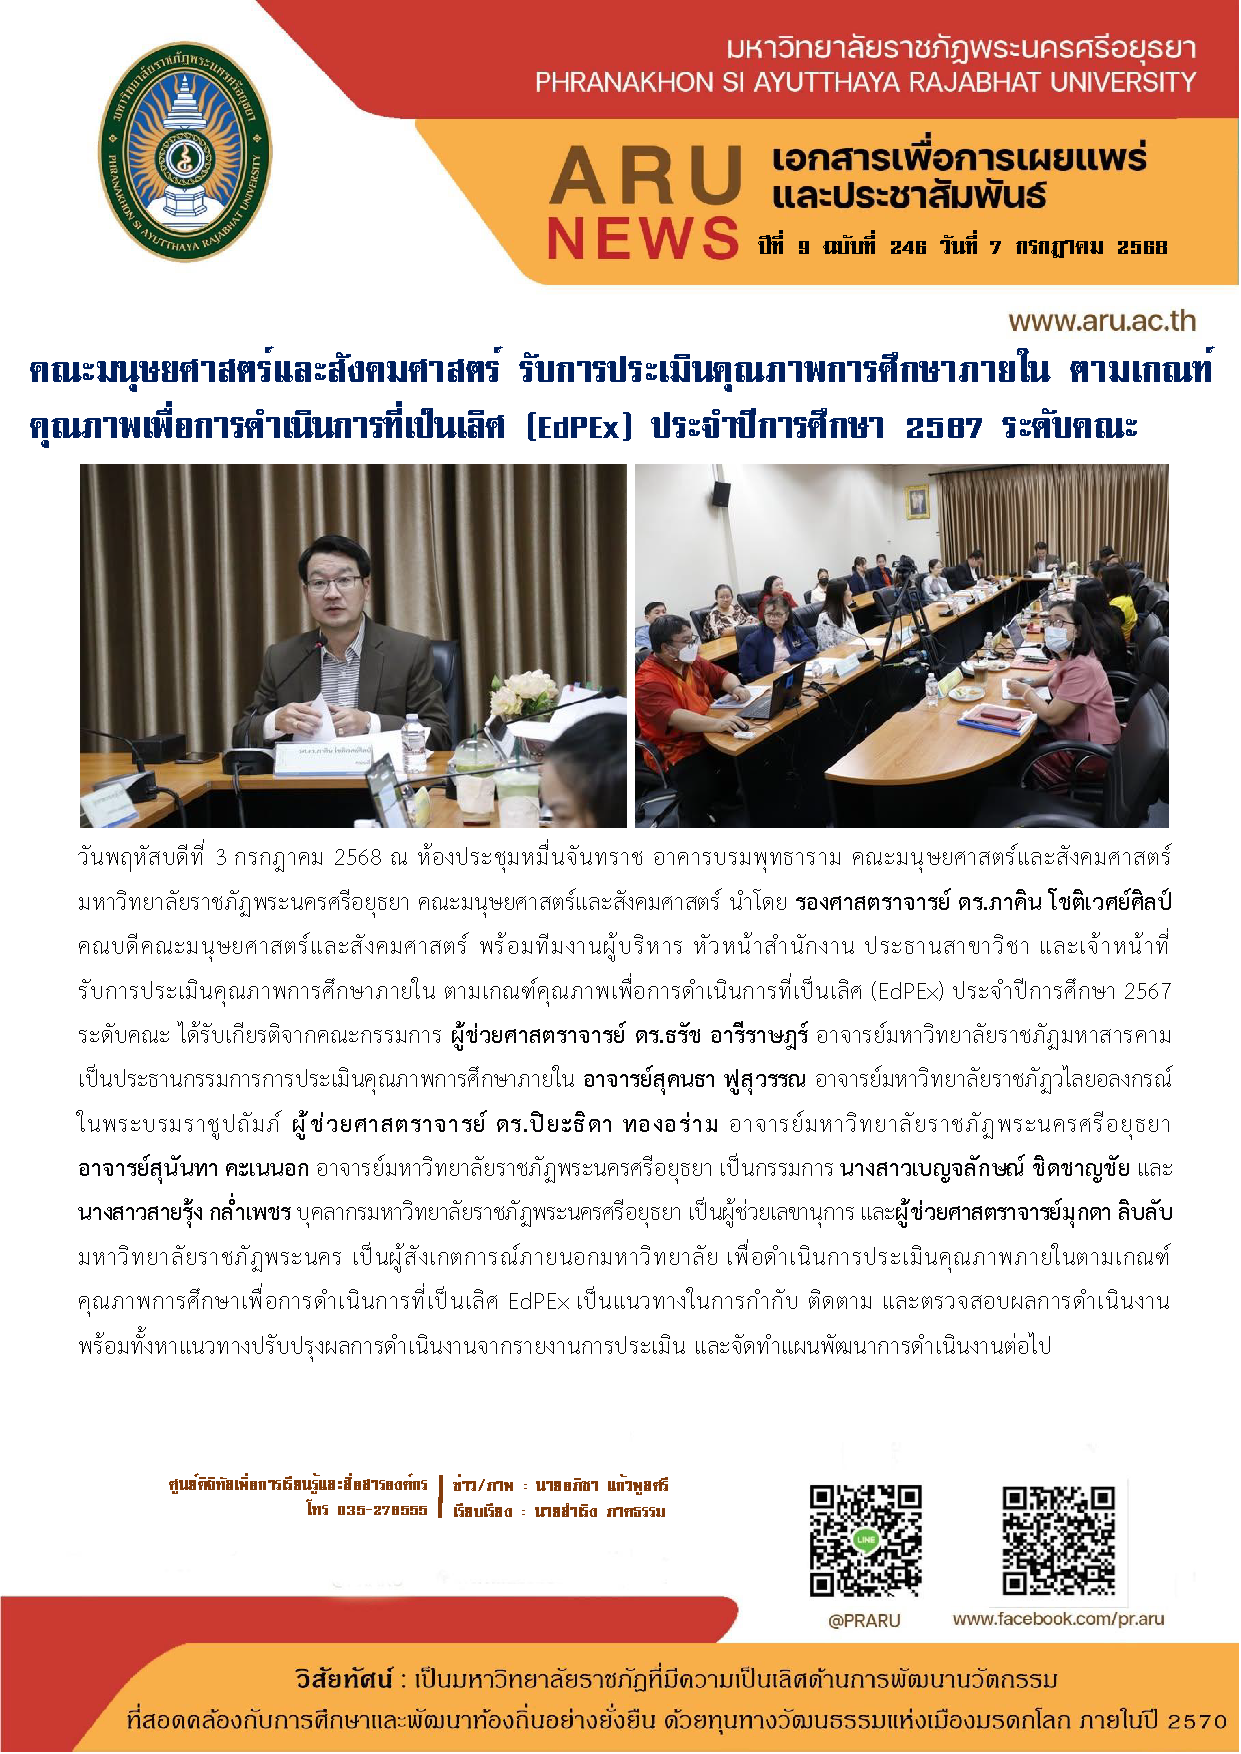 มหาวิทยาลัยราชภัฏพระนครศรีอยุธยา
PHRANAKHON SI AYUTTHAYA RAJABHAT UNIVERSITY
มหาวิทยาลัยราชภัฏพระนครศรีอยุธยา
PHRANAKHON SI AYUTTHAYA RAJABHAT UNIVERSITY
ARU
NEWS
เอกสารเพื่อการเผยแพร่
และประชาสัมพันธ์
ปีที่ 9 ฉบับที่ 246 วันที่ 7 กรกฎาคม 2568
www.aru.ac.th
คณะมนุษยศาสตร์และสังคมศาสตร์ รับการประเมินคุณภาพการศึกษาภายใน ตามเกณฑ์
คุณภาพเพื่อการดำเนินการที่เป็นเลิศ (EdPEx) ประจำปีการศึกษา 2567 ระดับคณะ
วันพฤหัสบดีที่ 3 กรกฎาคม 2568 ณ ห้องประชุมหมื่นจันทราช อาคารบรมพุทธาราม คณะมนุษยศาสตร์และสังคมศาสตร์
มหาวิทยาลัยราชภัฏพระนครศรีอยุธยา คณะมนุษยศาสตร์และสังคมศาสตร์ นำโดย รองศาสตราจารย์ ดร.ภาคิน โชติเวศย์ศิลป์
คณบดีคณะมนุษยศาสตร์และสังคมศาสตร์ พร้อมทีมงานผู้บริหาร หัวหน้าสำนักงาน ประธานสาขาวิชา และเจ้าหน้าที่
รับการประเมินคุณภาพการศึกษาภายใน ตามเกณฑ์คุณภาพเพื่อการดำเนินการที่เป็นเลิศ (EdPEx) ประจำปีการศึกษา 2567
ระดับคณะ ได้รับเกียรติจากคณะกรรมการ ผู้ช่วยศาสตราจารย์ ดร.ธรัช อารีราษฎร์ อาจารย์มหาวิทยาลัยราชภัฏมหาสารคาม
เป็นประธานกรรมการการประเมินคุณภาพการศึกษาภายใน อาจารย์สุคนธา ฟูสุวรรณ อาจารย์มหาวิทยาลัยราชภัฏวไลยอลงกรณ์
ในพระบรมราชูปถัมภ์ ผู้ช่วยศาสตราจารย์ ดร.ปิยะธิดา ทองอร่าม อาจารย์มหาวิทยาลัยราชภัฏพระนครศรีอยุธยา
อาจารย์สุนันทา คะเนนอก อาจารย์มหาวิทยาลัยราชภัฏพระนครศรีอยุธยา เป็นกรรมการ นางสาวเบญจลักษณ์ ชิดชาญชัย และ
นางสาวสายรุ้ง กล่ำเพชร บุคลากรมหาวิทยาลัยราชภัฏพระนครศรีอยุธยา เป็นผู้ช่วยเลขานุการ และผู้ช่วยศาสตราจารย์มุกดา ลิบลับ
มหาวิทยาลัยราชภัฏพระนคร เป็นผู้สังเกตการณ์ภายนอกมหาวิทยาลัย เพื่อดำเนินการประเมินคุณภาพภายในตามเกณฑ์
คุณภาพการศึกษาเพื่อการดำเนินการที่เป็นเลิศ EdPEx เป็นแนวทางในการกำกับ ติดตาม และตรวจสอบผลการดำเนินงาน
พร้อมทั้งหาแนวทางปรับปรุงผลการดำเนินงานจากรายงานการประเมิน และจัดทำแผนพัฒนาการดำเนินงานต่อไป
ศูนย์ดิจิทัลเพื่อการเรียนรู้และสื่อสารองค์กร
โทร 035-276555
ข่าว/ภาพ : นายอภิชา แก้วพูลศรี
เรียบเรียง : นายสำเริง ภาคธรรม
LINE
@PRARU
www.facebook.com/pr.aru
วิสัยทัศน์ : เป็นมหาวิทยาลัยราชภัฏที่มีความเป็นเลิศด้านการพัฒนานวัตกรรม
ที่สอดคล้องกับการศึกษาและพัฒนาท้องถิ่นอย่างยั่งยืน ด้วยทุนทางวัฒนธรรมแห่งเมืองมรดกโลก ภายในปี 2570